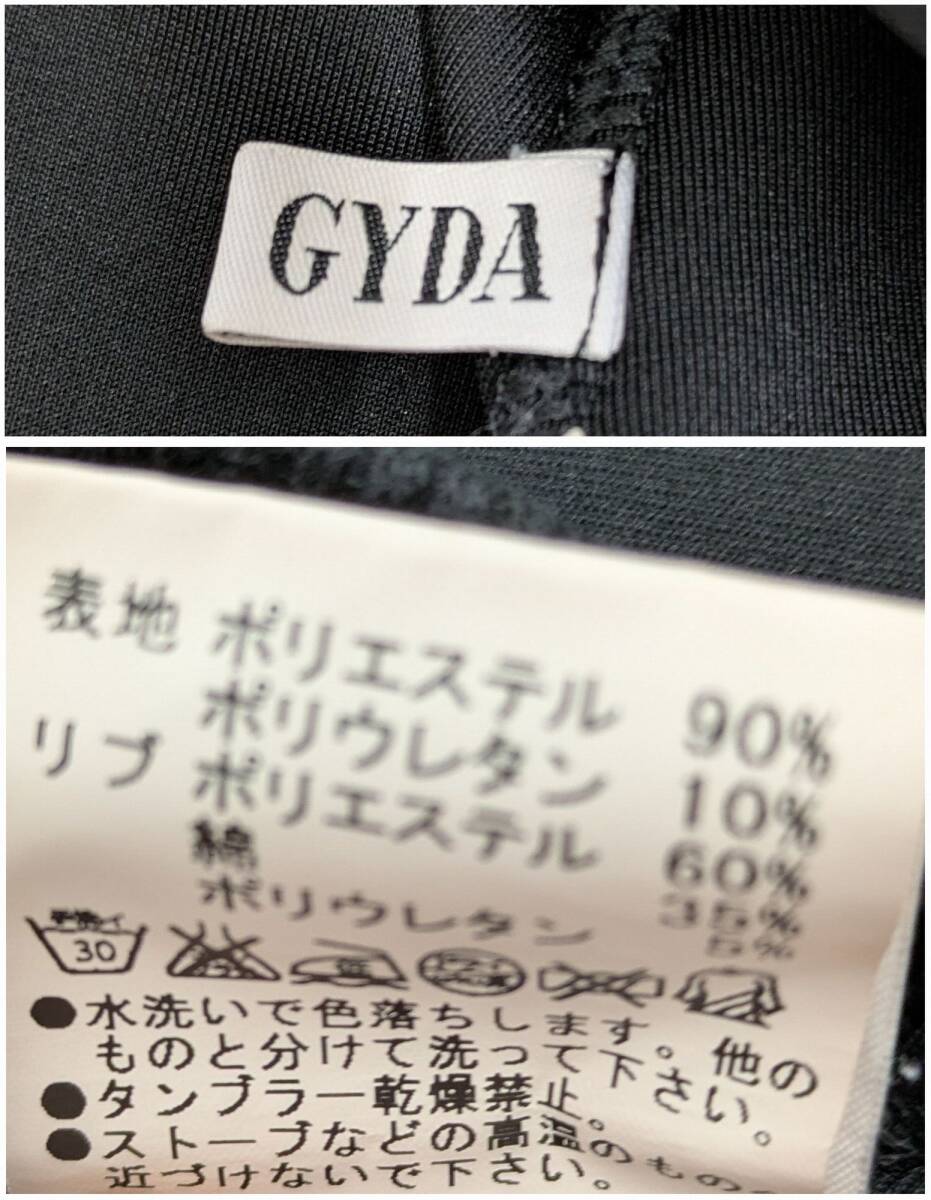 GYDA
表地 ポリエステル 90%
ポリウレタン 10%
リブ ポリエステル 60%
綿 35%
ポリウレタン 5%
30
●水洗いで色落ちします。他の
ものと分けて洗って下さい。
●タンブラー乾燥禁止。
●ストーブなどの高温のもの
近づけないで下さい。